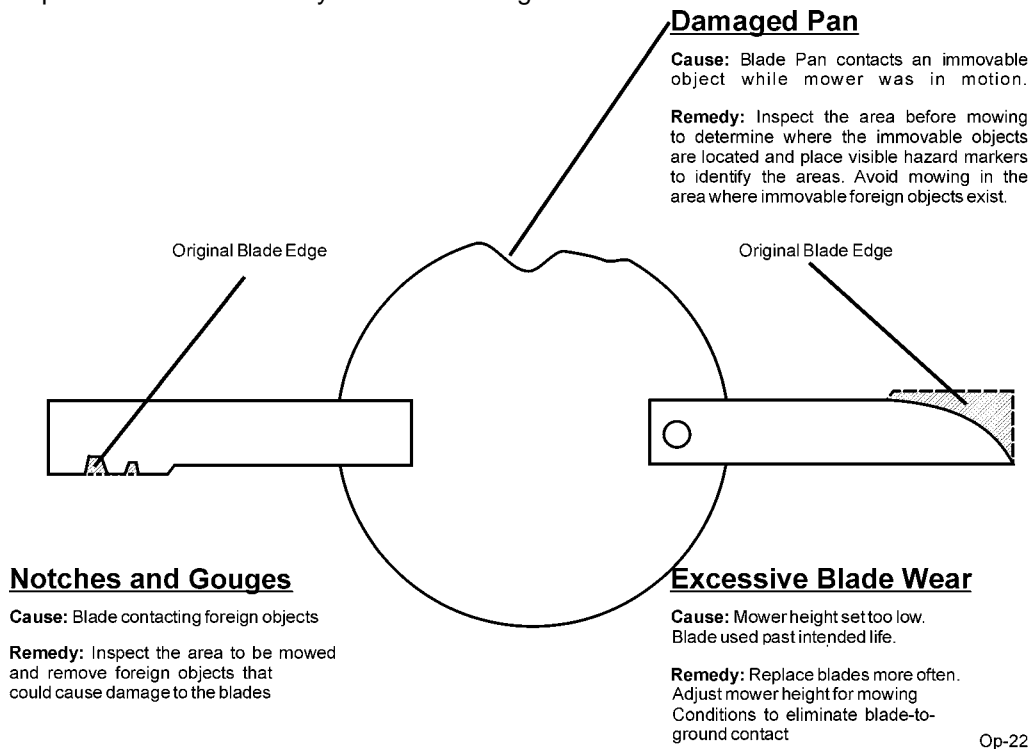 Damaged Pan
Cause: Blade Pan contacts an immovable
object while mower was in motion.
Remedy: Inspect the area before mowing
to determine where the immovable objects
are located and place visible hazard markers
to identify the areas. Avoid mowing in the
area where immovable foreign objects exist.
Original Blade Edge
Original Blade Edge
Notches and Gouges
Cause: Blade contacting foreign objects
Remedy: Inspect the area to be mowed
and remove foreign objects that
could cause damage to the blades
Excessive Blade Wear
Cause: Mower height set too low.
Blade used past intended life.
Remedy: Replace blades more often.
Adjust mower height for mowing
Conditions to eliminate blade-to-
ground contact
Op-22